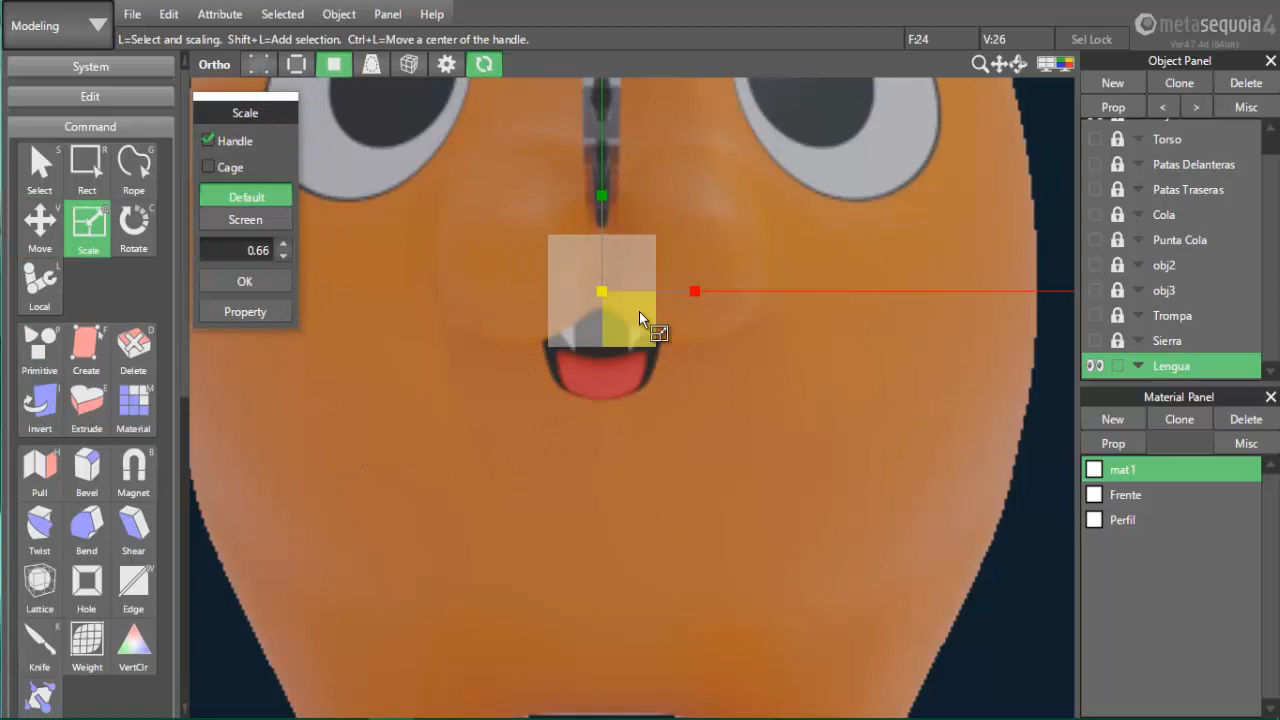 Modeling
File Edit Attribute Selected Object Panel Help
L=Select and scaling. Shift+L=Add selection. Ctrl+L=Move a center of the handle.
F:24
V:26
Sel Lock
metasequoia 4
Ver4.7.4d (64bit)
System
Edit
Command
Select S
Rect R
Rope G
Move V
Scale Q
Rotate C
Local L
Primitive P
Create F
Delete D
Invert I
Extrude E
Material M
Pull H
Bevel
Magnet B
Twist
Bend
Shear
Lattice
Hole
Edge W
Knife K
Weight
VertClr
Ortho
Scale
Handle
Cage
Default
Screen
0.66
OK
Property
Object Panel
New Clone Delete
Prop < > Misc
Torso
Patas Delanteras
Patas Traseras
Cola
Punta Cola
obj2
obj3
Trompa
Sierra
Lengua
Material Panel
New Clone Delete
Prop Misc
mat1
Frente
Perfil